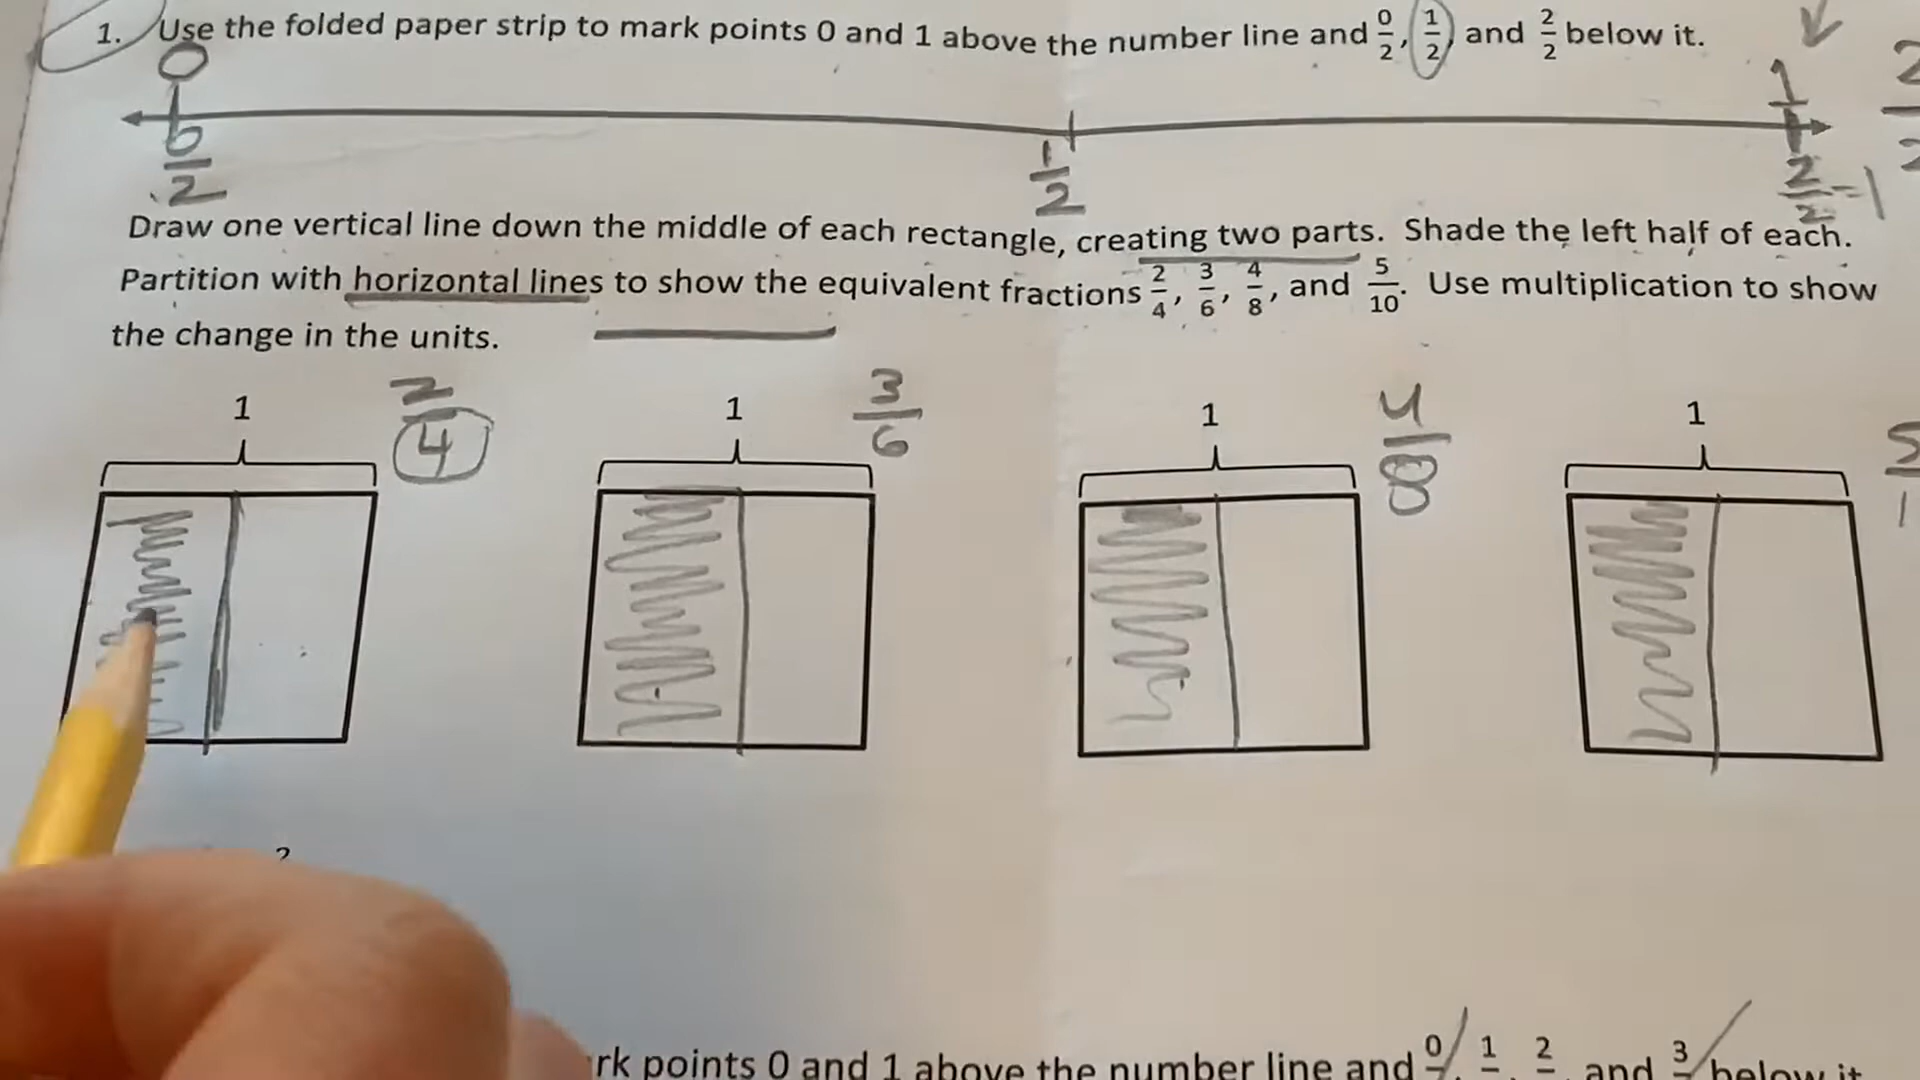 1. Use the folded paper strip to mark points 0 and 1 above the number line and 0/2, 1/2, and 2/2 below it.
0 1 2/2
0/2 1/2 2/2 = 1
Draw one vertical line down the middle of each rectangle, creating two parts. Shade the left half of each.
Partition with horizontal lines to show the equivalent fractions 2/4, 3/6, 4/8, and 5/10. Use multiplication to show
the change in the units.
1 2/4 1 3/6 1 4/8 1 5/1
rk points 0 and 1 above the number line and 0 1 2 and 3 below it